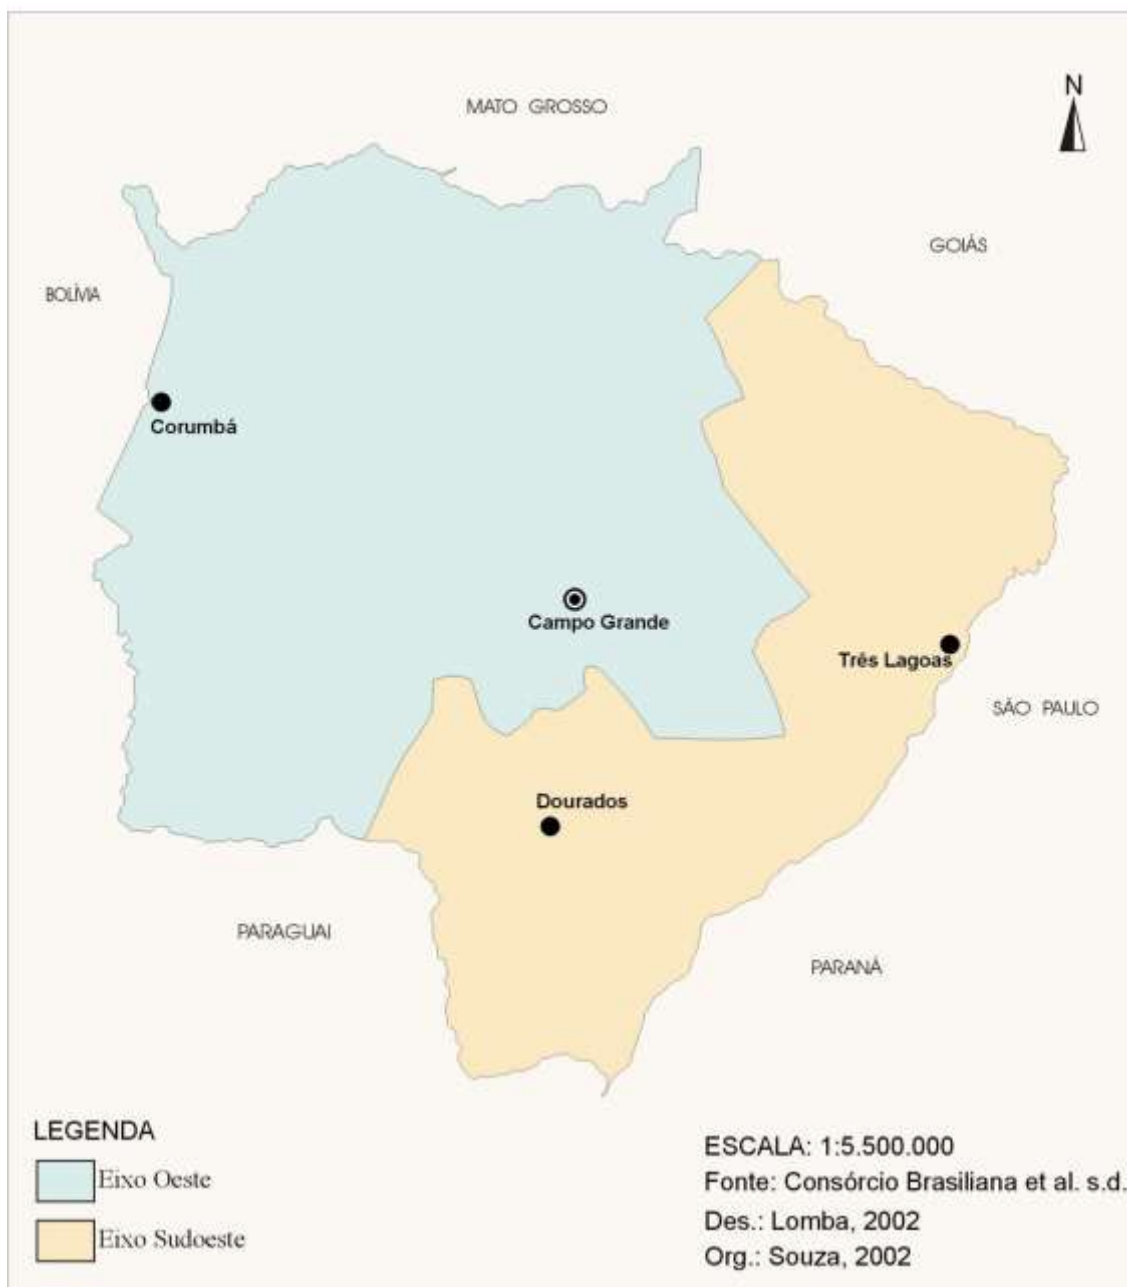 MATO GROSSO
N
GOIÁS
BOLÍVIA
Corumbá
Campo Grande
Três Lagoas
SÃO PAULO
Dourados
PARAGUAI
PARANÁ
LEGENDA
Eixo Oeste
Eixo Sudoeste
ESCALA: 1:5.500.000
Fonte: Consórcio Brasiliana et al. s.d.
Des.: Lomba, 2002
Org.: Souza, 2002